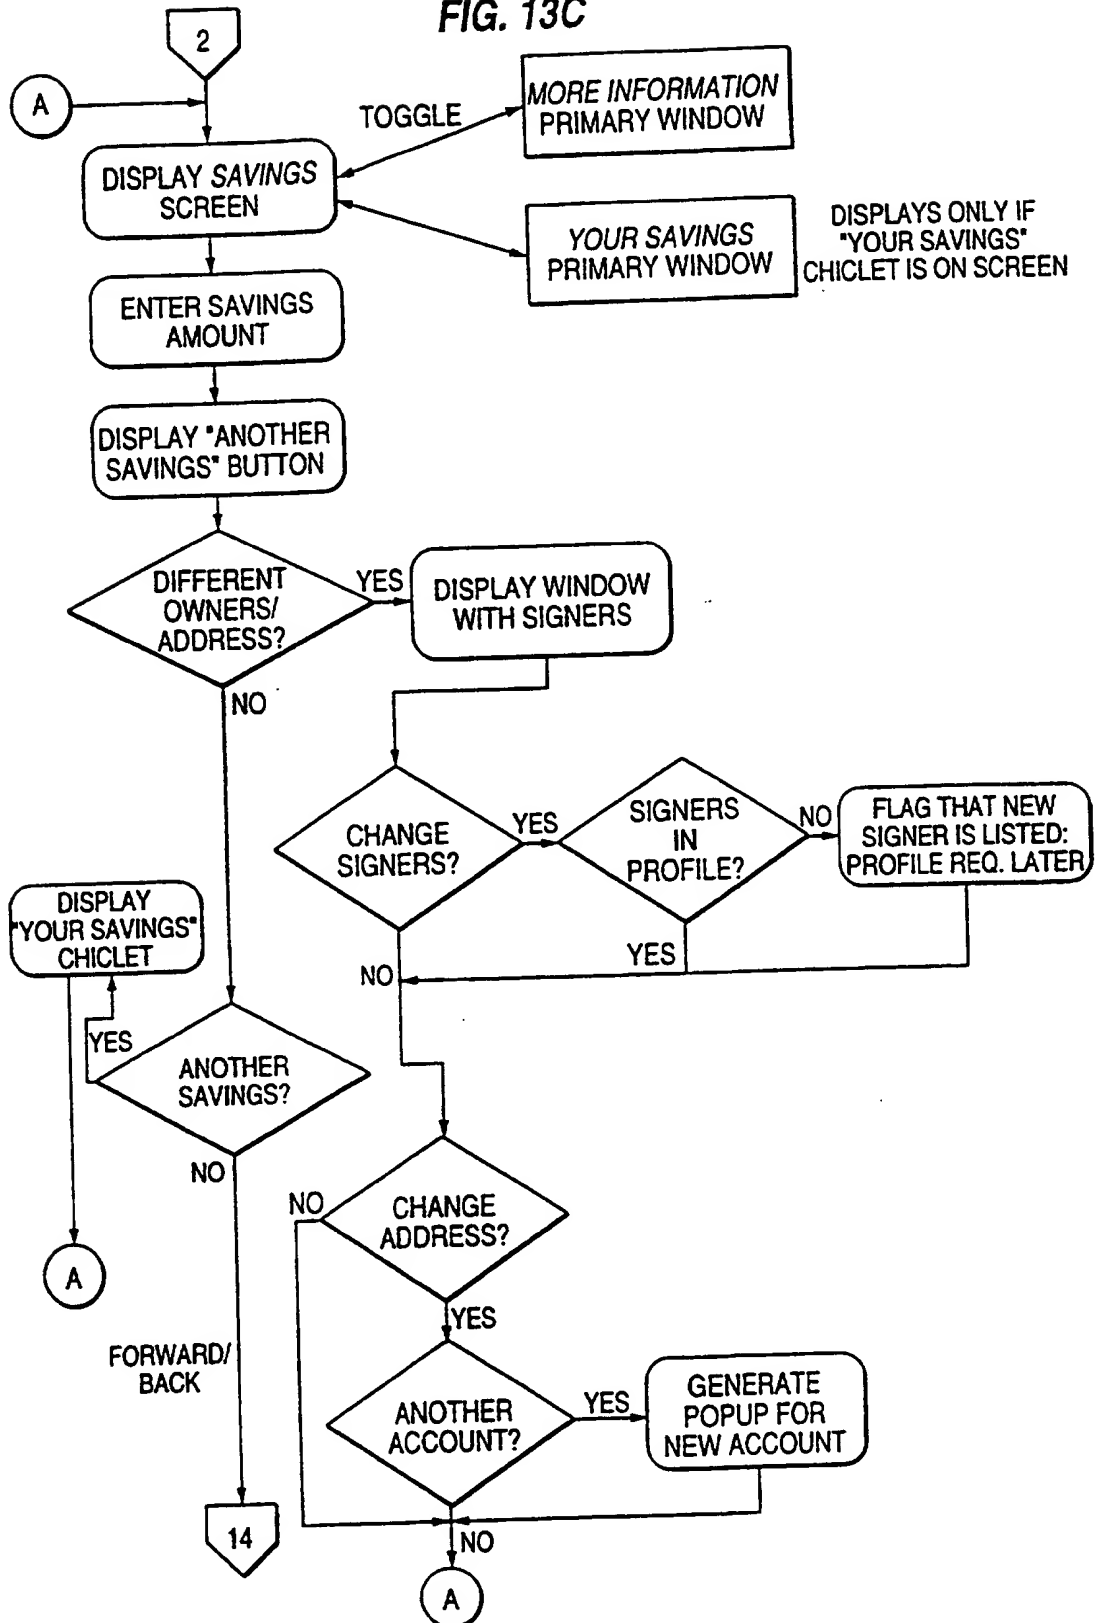 FIG. 13C
2
A
TOGGLE
MORE INFORMATION
PRIMARY WINDOW
DISPLAY SAVINGS
SCREEN
YOUR SAVINGS
PRIMARY WINDOW
DISPLAYS ONLY IF
"YOUR SAVINGS"
CHICLET IS ON SCREEN
ENTER SAVINGS
AMOUNT
DISPLAY "ANOTHER
SAVINGS" BUTTON
DIFFERENT
OWNERS/
ADDRESS?
YES
DISPLAY WINDOW
WITH SIGNERS
NO
CHANGE
SIGNERS?
YES
SIGNERS
IN
PROFILE?
NO
FLAG THAT NEW
SIGNER IS LISTED:
PROFILE REQ. LATER
YES
NO
DISPLAY
"YOUR SAVINGS"
CHICLET
YES
ANOTHER
SAVINGS?
NO
A
FORWARD/
BACK
14
NO
CHANGE
ADDRESS?
YES
ANOTHER
ACCOUNT?
YES
GENERATE
POPUP FOR
NEW ACCOUNT
NO
A